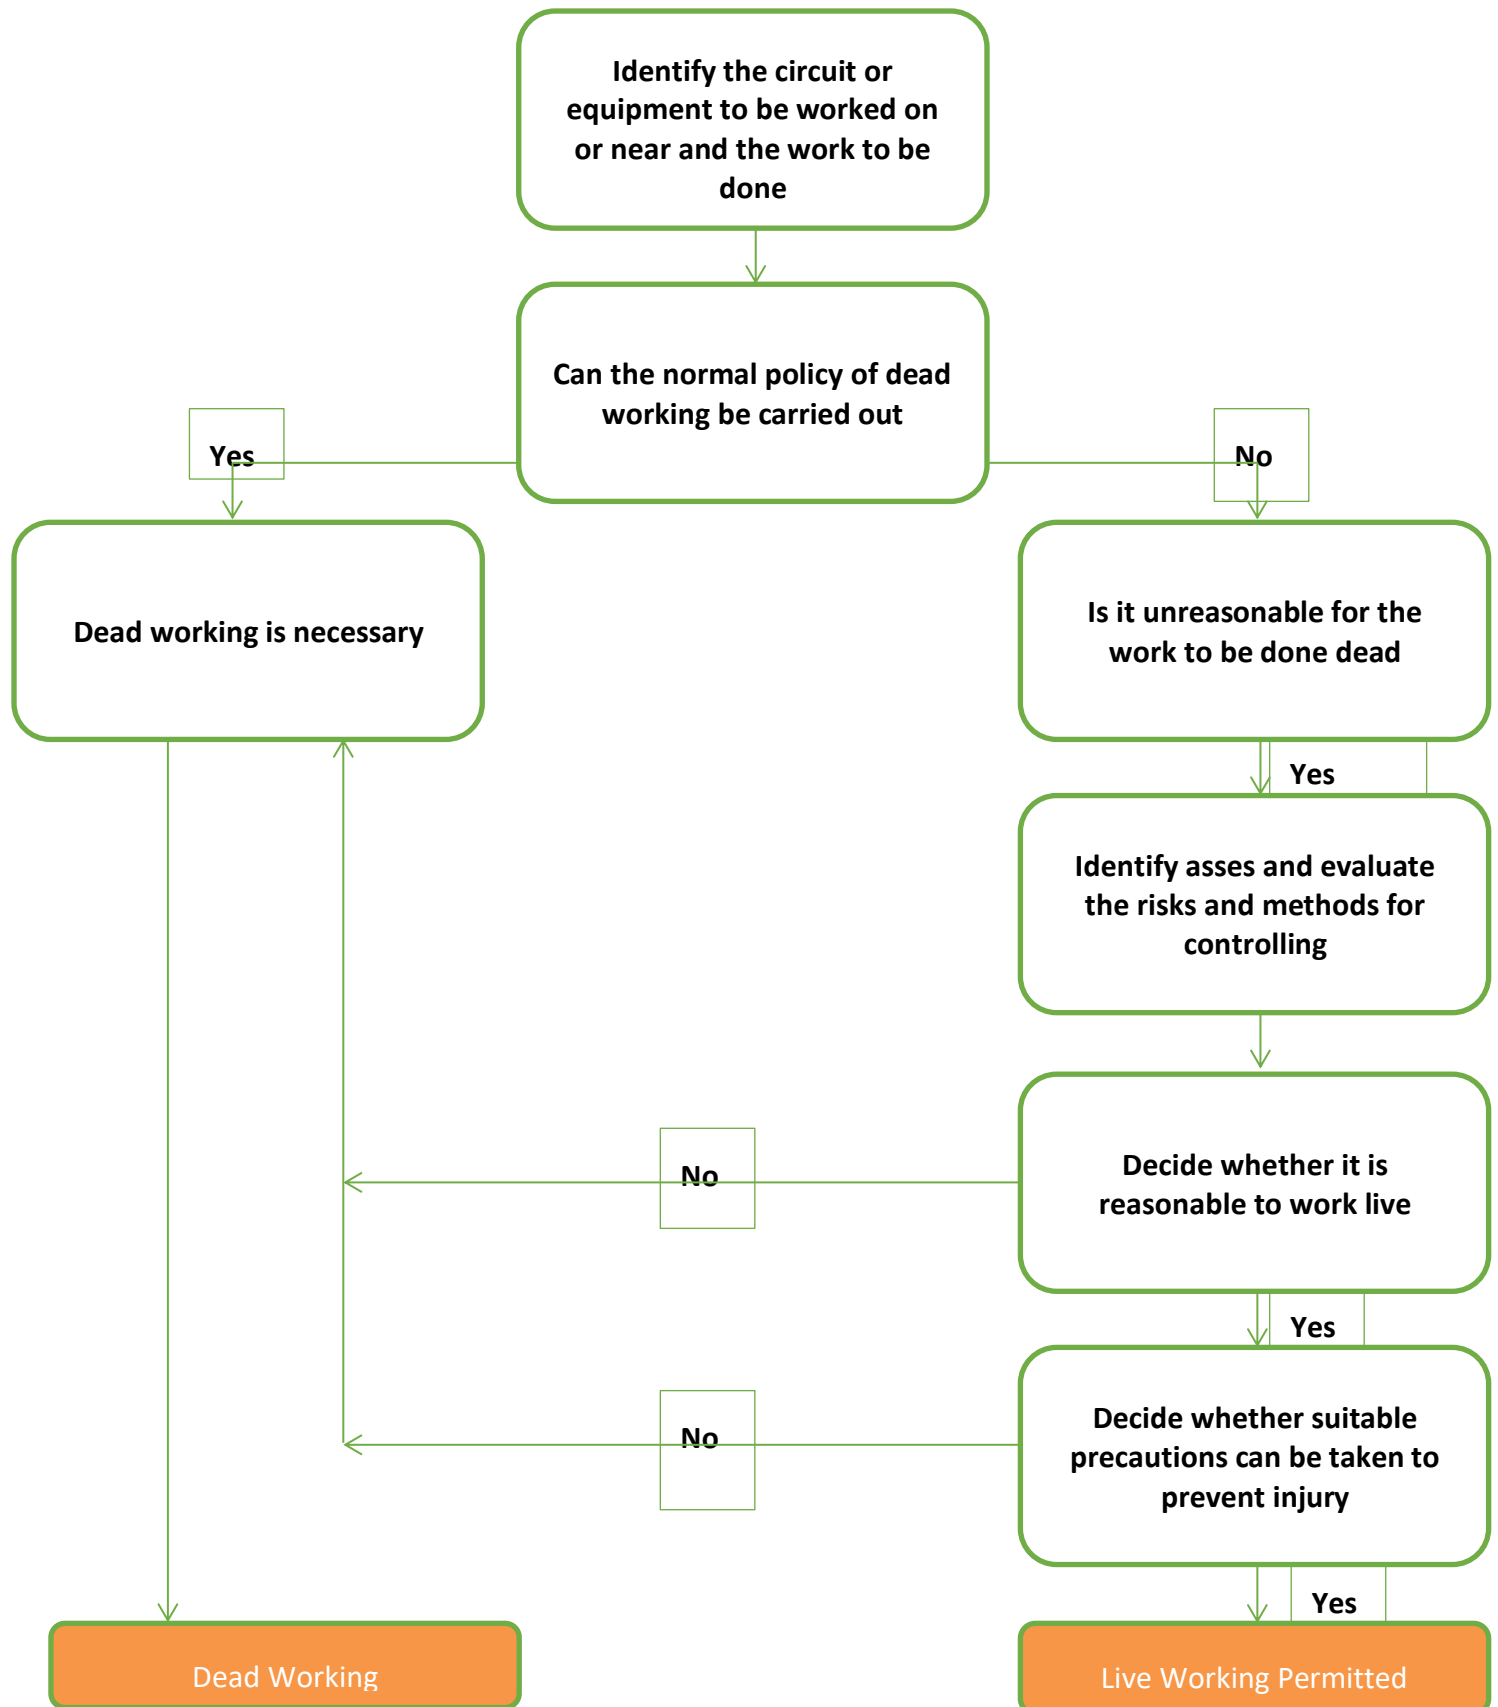 Identify the circuit or
equipment to be worked on
or near and the work to be
done
Can the normal policy of dead
working be carried out
Yes
No
Dead working is necessary
Is it unreasonable for the
work to be done dead
Yes
Identify asses and evaluate
the risks and methods for
controlling
Decide whether it is
reasonable to work live
No
Yes
Decide whether suitable
precautions can be taken to
prevent injury
No
Yes
Dead Working
Live Working Permitted